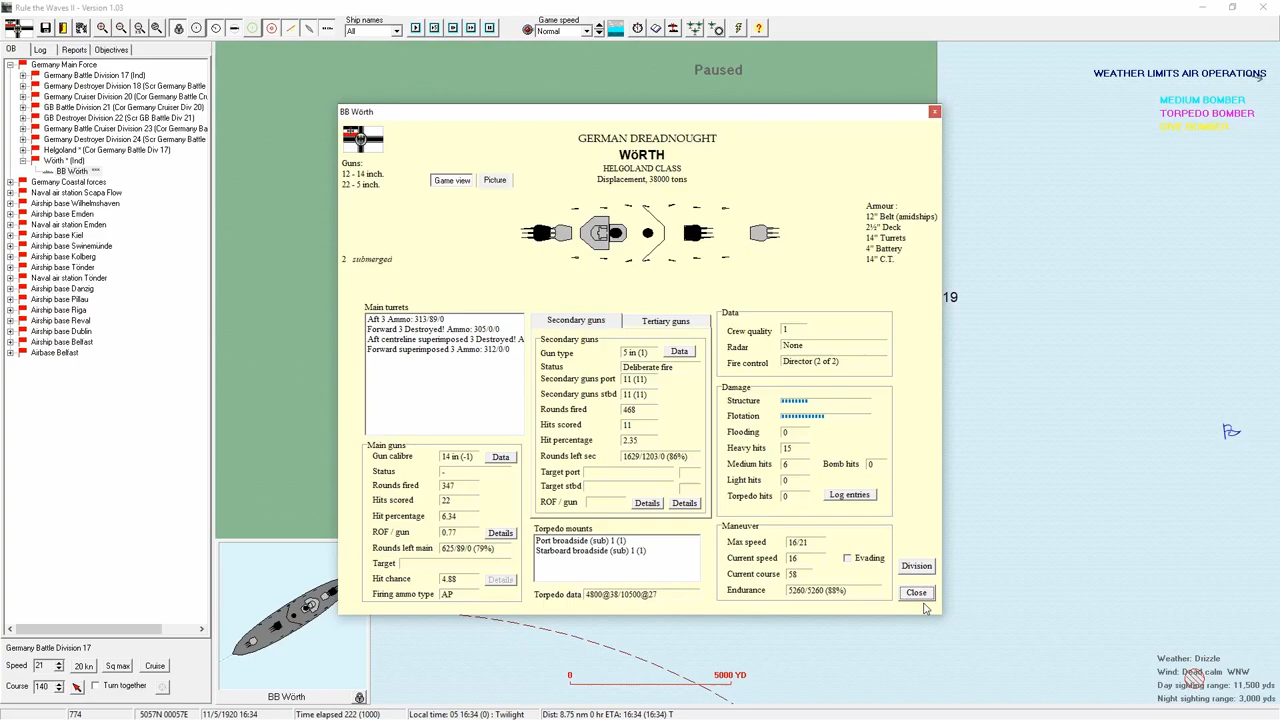 Rule the Waves II - Version 1.03
Ship names
All
Game speed
Normal
OB Log Reports Objectives
Germany Main Force
Germany Battle Division 17 (Ind)
Germany Destroyer Division 18 (Scr Germany Battle
Germany Cruiser Division 20 (Cor Germany Battle Cn
GB Battle Division 21 (Cor Germany Cruiser Div 20)
GB Destroyer Division 22 (Scr GB Battle Div 21)
Germany Battle Cruiser Division 23 (Cor Germany Ba
Germany Destroyer Division 24 (Scr Germany Battle
Helgoland * (Cor Germany Battle Div 17)
Wörth * (Ind)
BB Wörth ***
Germany Coastal forces
Naval air station Scapa Flow
Airship base Wilhelmshaven
Airship base Emden
Naval air station Emden
Airship base Kiel
Airship base Swinemünde
Airship base Kolberg
Airship base Tönder
Naval air station Tönder
Airship base Danzig
Airship base Pillau
Airship base Riga
Airship base Reval
Airship base Dublin
Airship base Belfast
Airbase Belfast
Germany Battle Division 17
Speed 21 20 kn Sq max Cruise
Course 140 Turn together
Paused
WEATHER LIMITS AIR OPERATIONS
MEDIUM BOMBER
TORPEDO BOMBER
DIVE BOMBER
19
BB Wörth
GERMAN DREADNOUGHT
WöRTH
HELGOLAND CLASS
Displacement, 38000 tons
Guns:
12 - 14 inch.
22 - 5 inch.
Game view Picture
2 submerged
Armour :
12" Belt (amidships)
2½" Deck
14" Turrets
4" Battery
14" C.T.
Main turrets
Aft 3 Ammo: 313/89/0
Forward 3 Destroyed! Ammo: 305/0/0
Aft centreline superimposed 3 Destroyed! A
Forward superimposed 3 Ammo: 312/0/0
Main guns
Gun calibre 14 in (-1) Data
Status -
Rounds fired 347
Hits scored 22
Hit percentage 6.34
ROF / gun 0.77 Details
Rounds left main 625/89/0 (79%)
Target
Hit chance 4.88 Details
Firing ammo type AP
Secondary guns Tertiary guns
Secondary guns
Gun type 5 in (1) Data
Status Deliberate fire
Secondary guns port 11 (11)
Secondary guns stbd 11 (11)
Rounds fired 468
Hits scored 11
Hit percentage 2.35
Rounds left sec 1629/1203/0 (86%)
Target port
Target stbd
ROF / gun Details Details
Torpedo mounts
Port broadside (sub) 1 (1)
Starboard broadside (sub) 1 (1)
Torpedo data 4800@38/10500@27
Data
Crew quality 1
Radar None
Fire control Director (2 of 2)
Damage
Structure
Flotation
Flooding 0
Heavy hits 15
Medium hits 6 Bomb hits 0
Light hits 0
Torpedo hits 0 Log entries
Maneuver
Max speed 16/21
Current speed 16 Evading
Current course 58
Endurance 5260/5260 (88%)
Division
Close
BB Wörth
0 5000 YD
Weather: Drizzle
Wind: Dead calm WNW
Day sighting range: 11,500 yds
Night sighting range: 3,000 yds
774 5057N 00057E 11/5/1920 16:34 Time elapsed 222 (1000) Local time: 05 16:34 (0) : Twilight Dist: 8.75 nm 0 hr ETA: 16:34 (16:34) T